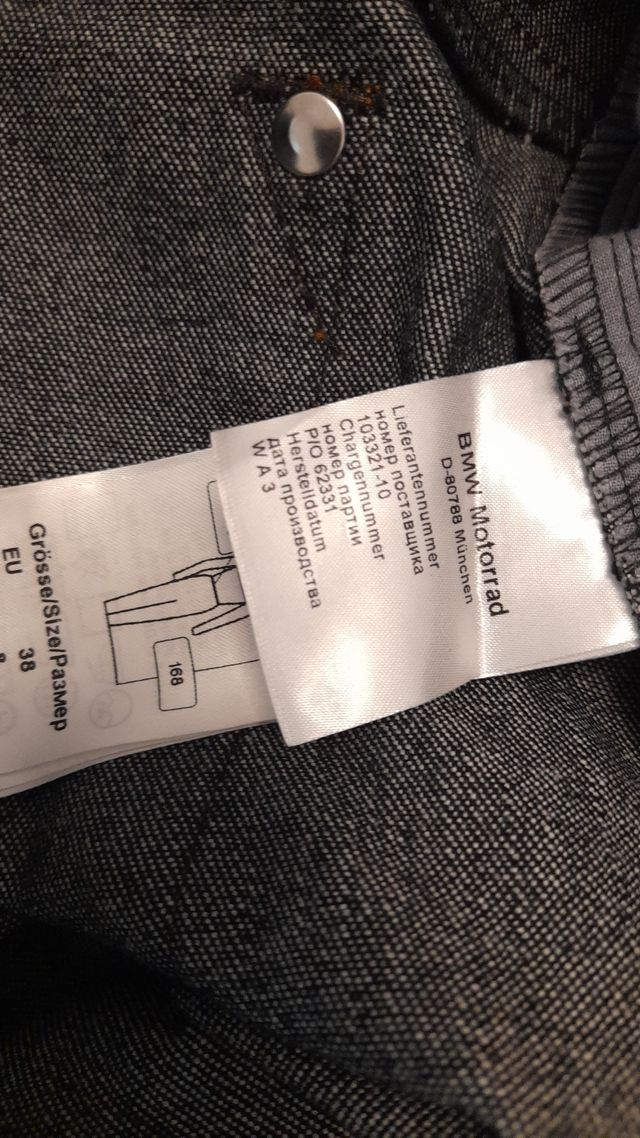 BMW Motorrad
D-80788 München
Lieferantennummer
номер поставщика
103321-10
Chargennummer
номер партии
P/O 62331
Herstelldatum
дата производства
W A 3
168
Grösse/Size/Размер
EU 38